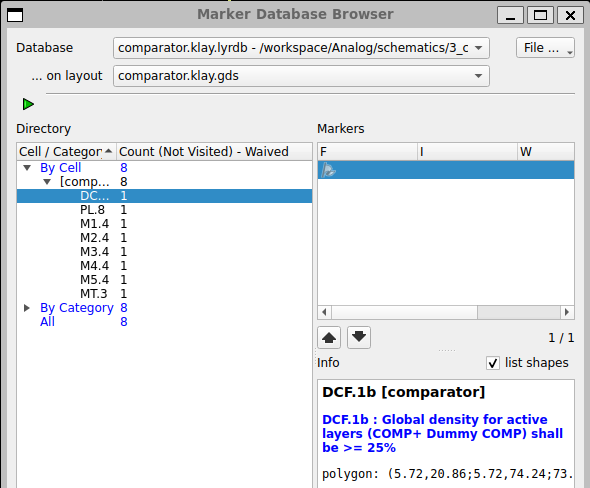 Marker Database Browser
Database
comparator.klay.lyrdb - /workspace/Analog/schematics/3_c
File ...
... on layout
comparator.klay.gds
Directory
Markers
Cell / Categor
Count (Not Visited) - Waived
F
I
W
By Cell 8
[comp... 8
DC... 1
PL.8 1
M1.4 1
M2.4 1
M3.4 1
M4.4 1
M5.4 1
MT.3 1
By Category 8
All 8
1 / 1
Info
list shapes
DCF.1b [comparator]
DCF.1b : Global density for active
layers (COMP+ Dummy COMP) shall
be >= 25%
polygon: (5.72,20.86;5.72,74.24;73.